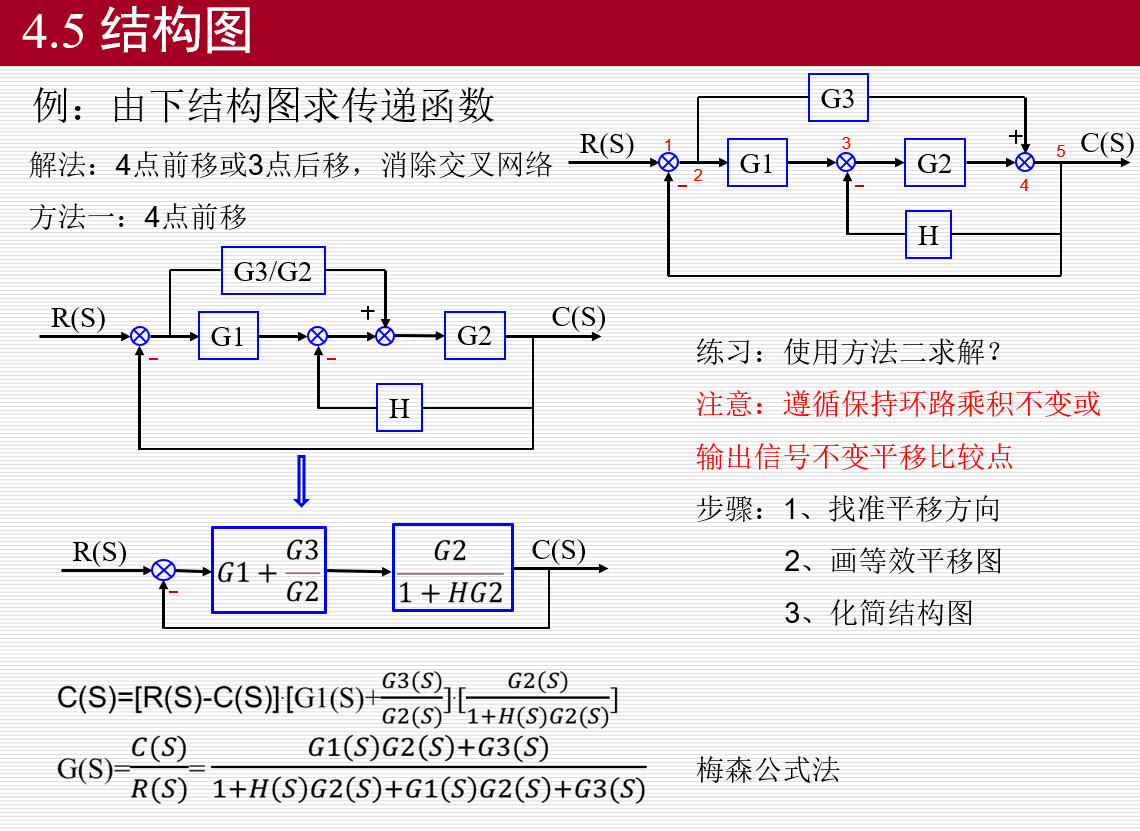 4.5 结构图
例：由下结构图求传递函数
解法：4点前移或3点后移，消除交叉网络
方法一：4点前移
G3
R(S)
1
3
+
5
C(S)
G1
G2
-
2
-
4
H
G3/G2
R(S)
+
C(S)
G1
G2
-
-
H
R(S)
G1 + G3/G2
G2/(1 + HG2)
C(S)
-
练习：使用方法二求解？
注意：遵循保持环路乘积不变或
输出信号不变平移比较点
步骤：1、找准平移方向
2、画等效平移图
3、化简结构图
C(S)=[R(S)-C(S)]·[G1(S)+G3(S)/G2(S)]·[G2(S)/(1+H(S)G2(S))]
G(S)=C(S)/R(S)=(G1(S)G2(S)+G3(S))/(1+H(S)G2(S)+G1(S)G2(S)+G3(S))
梅森公式法